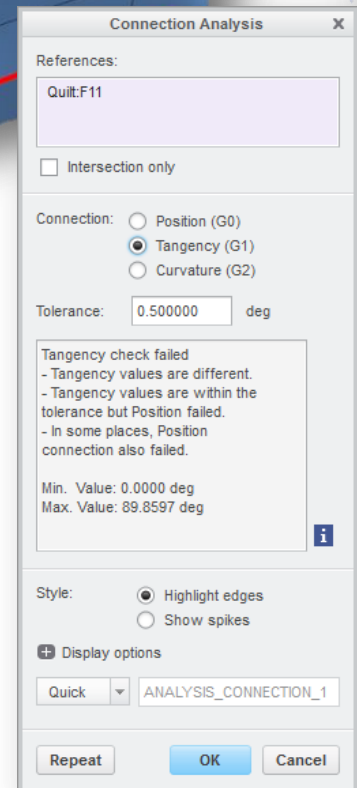 Connection Analysis X
References:
Quilt:F11
Intersection only
Connection: Position (G0)
Tangency (G1)
Curvature (G2)
Tolerance: 0.500000 deg
Tangency check failed
- Tangency values are different.
- Tangency values are within the
tolerance but Position failed.
- In some places, Position
connection also failed.
Min. Value: 0.0000 deg
Max. Value: 89.8597 deg
i
Style: Highlight edges
Show spikes
Display options
Quick ANALYSIS_CONNECTION_1
Repeat OK Cancel